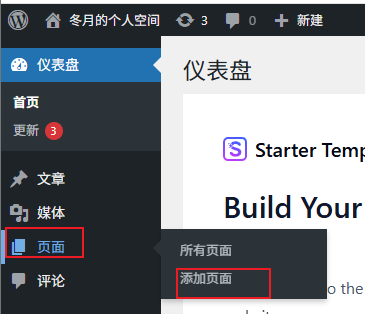 冬月的个人空间 3 0 新建
仪表盘
首页
更新 3
文章
媒体
页面
评论
所有页面
添加页面
仪表盘
Starter Temp
Build Your
o the